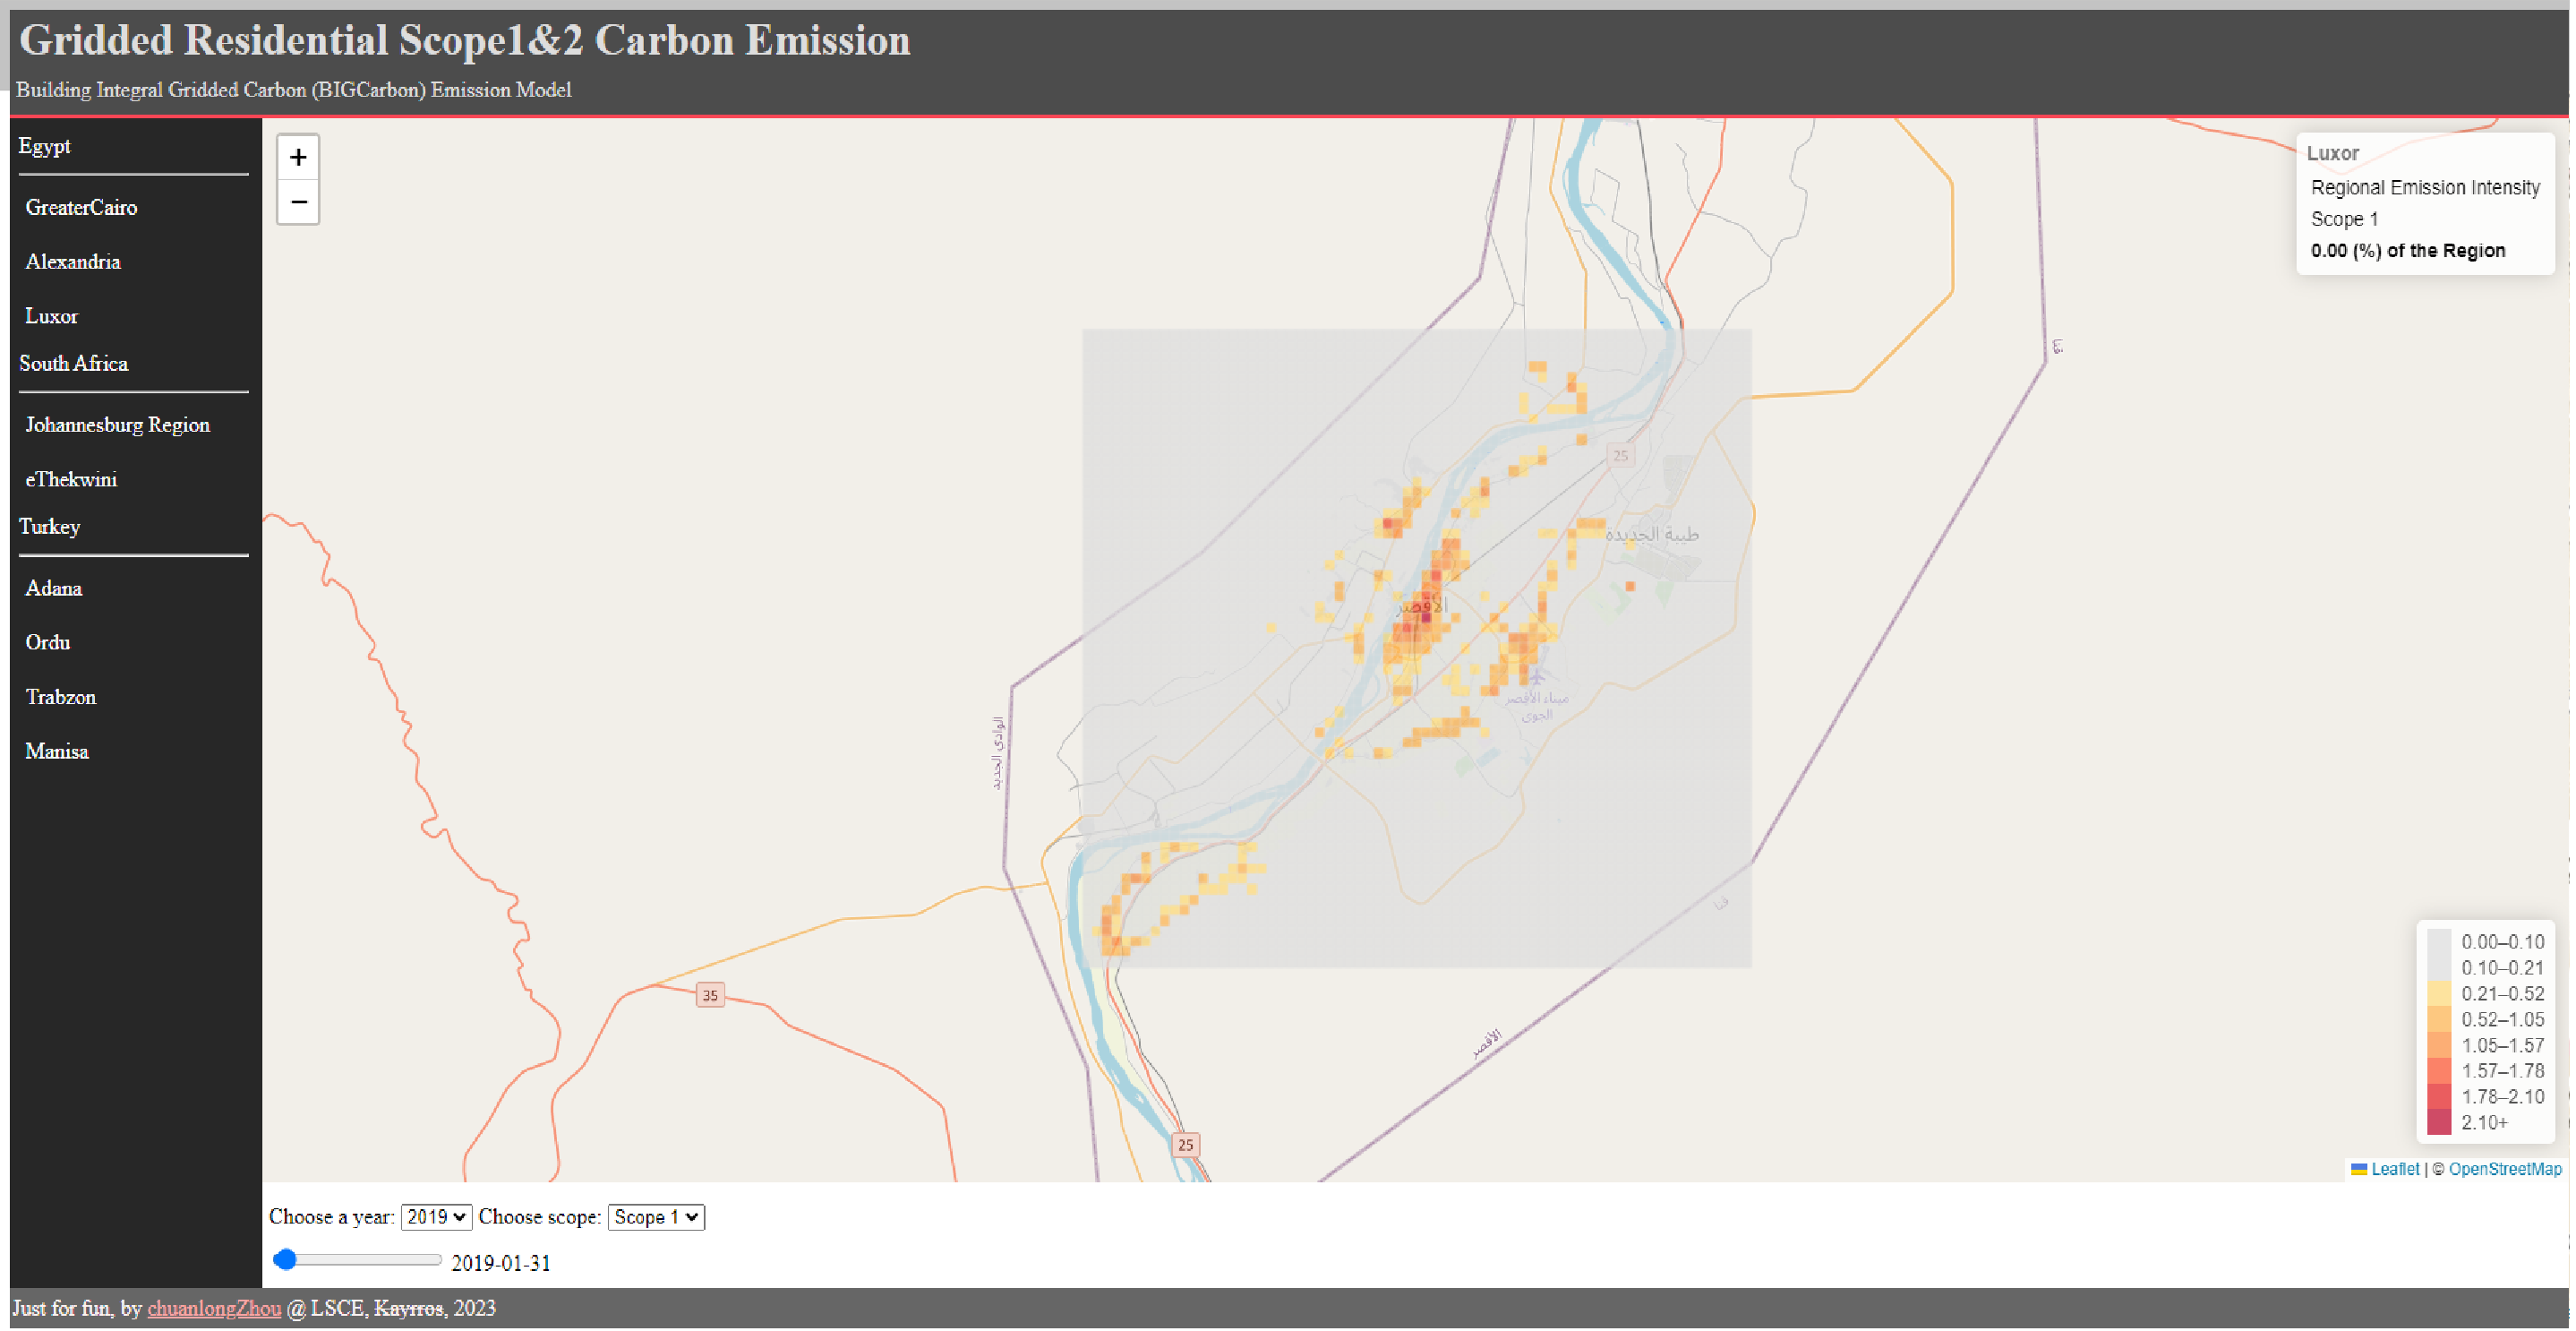 Gridded Residential Scope1&2 Carbon Emission
Building Integral Gridded Carbon (BIGCarbon) Emission Model
Egypt
GreaterCairo
Alexandria
Luxor
South Africa
Johannesburg Region
eThekwini
Turkey
Adana
Ordu
Trabzon
Manisa
+
−
Luxor
Regional Emission Intensity
Scope 1
0.00 (%) of the Region
قنا
25
طيبة الجديدة
الأقصر
ميناء الأقصر
الجوى
الوادي الجديد
قنا
35
الأقصر
25
0.00–0.10
0.10–0.21
0.21–0.52
0.52–1.05
1.05–1.57
1.57–1.78
1.78–2.10
2.10+
Leaflet | © OpenStreetMap
Choose a year: 2019 Choose scope: Scope 1
2019-01-31
Just for fun, by chuanlongZhou @ LSCE, Kayrros, 2023